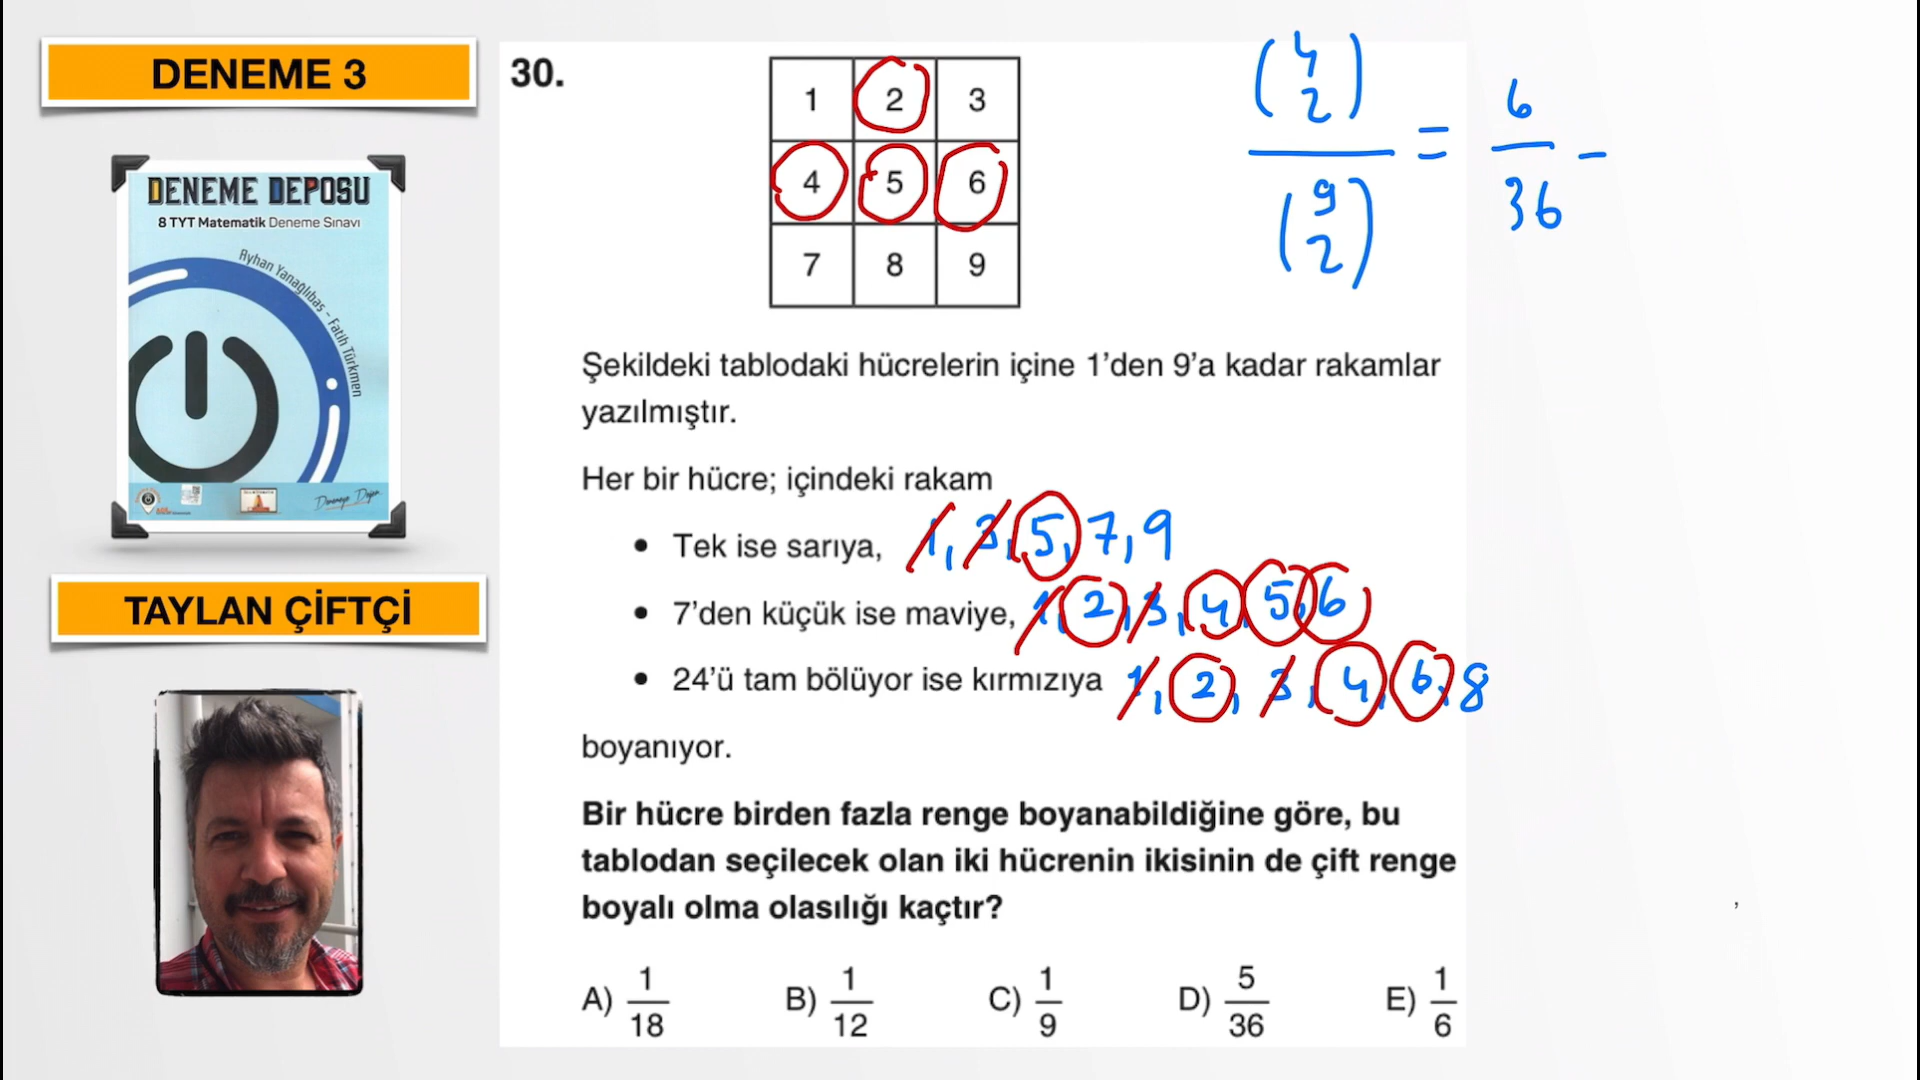 DENEME 3
DENEME DEPOSU
8 TYT Matematik Deneme Sınavı
Ayhan Yanağlıbaş - Fatih Türkmen
Deneyerek Değer
TAYLAN ÇİFTÇİ
30.
1 2 3
4 5 6
7 8 9
(4 2) / (9 2) = 6/36 -
Şekildeki tablodaki hücrelerin içine 1’den 9’a kadar rakamlar
yazılmıştır.
Her bir hücre; içindeki rakam
• Tek ise sarıya, 1, 3, 5, 7, 9
• 7’den küçük ise maviye, 1, 2, 3, 4, 5, 6
• 24’ü tam bölüyor ise kırmızıya 1, 2, 3, 4, 6, 8
boyanıyor.
Bir hücre birden fazla renge boyanabildiğine göre, bu
tablodan seçilecek olan iki hücrenin ikisinin de çift renge
boyalı olma olasılığı kaçtır?
A) 1/18 B) 1/12 C) 1/9 D) 5/36 E) 1/6